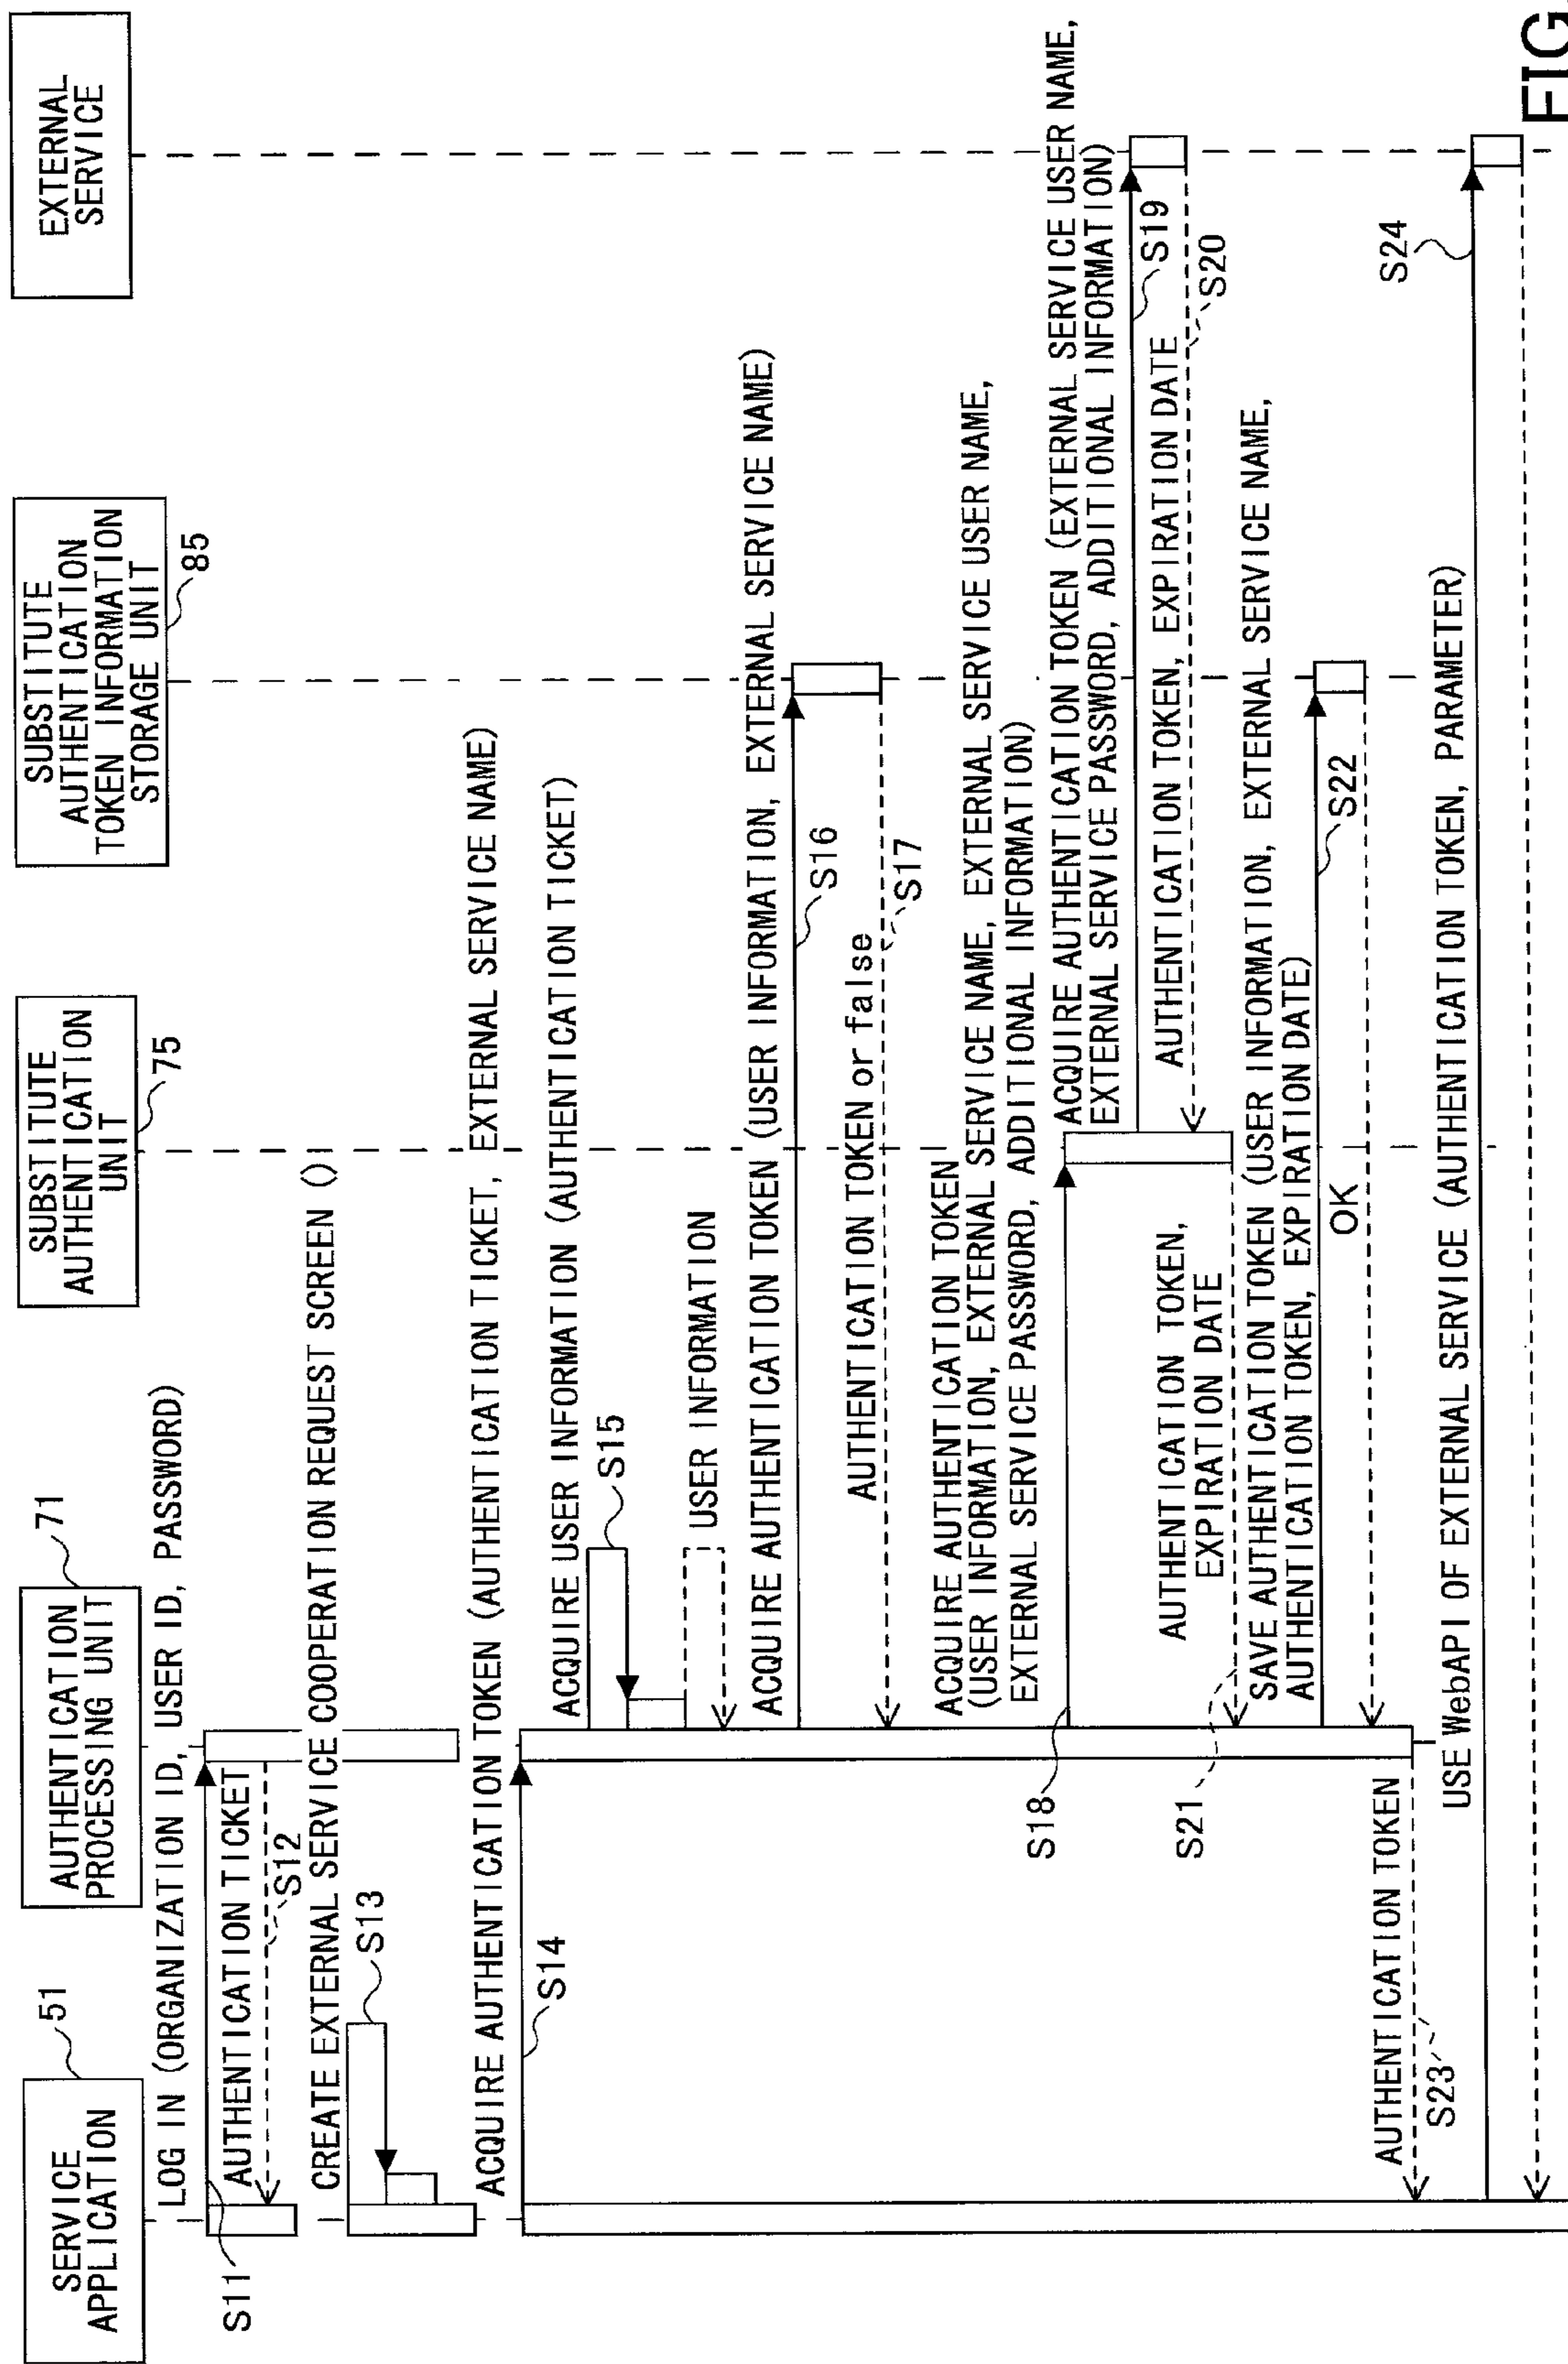 SERVICE
APPLICATION
51
AUTHENTICATION
PROCESSING UNIT
71
SUBSTITUTE
AUTHENTICATION
UNIT
75
SUBSTITUTE
AUTHENTICATION
TOKEN INFORMATION
STORAGE UNIT
85
EXTERNAL
SERVICE
LOG IN (ORGANIZATION ID, USER ID, PASSWORD)
S11
AUTHENTICATION TICKET
S12
CREATE EXTERNAL SERVICE COOPERATION REQUEST SCREEN ()
S13
ACQUIRE AUTHENTICATION TOKEN (AUTHENTICATION TICKET, EXTERNAL SERVICE NAME)
S14
ACQUIRE USER INFORMATION (AUTHENTICATION TICKET)
S15
USER INFORMATION
ACQUIRE AUTHENTICATION TOKEN (USER INFORMATION, EXTERNAL SERVICE NAME)
S16
AUTHENTICATION TOKEN or false
S17
ACQUIRE AUTHENTICATION TOKEN
(USER INFORMATION, EXTERNAL SERVICE NAME, EXTERNAL SERVICE USER NAME,
EXTERNAL SERVICE PASSWORD, ADDITIONAL INFORMATION)
S18
ACQUIRE AUTHENTICATION TOKEN (EXTERNAL SERVICE USER NAME,
EXTERNAL SERVICE PASSWORD, ADDITIONAL INFORMATION)
S19
AUTHENTICATION TOKEN, EXPIRATION DATE
S20
AUTHENTICATION TOKEN,
EXPIRATION DATE
S21
SAVE AUTHENTICATION TOKEN (USER INFORMATION, EXTERNAL SERVICE NAME,
AUTHENTICATION TOKEN, EXPIRATION DATE)
S22
OK
AUTHENTICATION TOKEN
S23
USE WebAPI OF EXTERNAL SERVICE (AUTHENTICATION TOKEN, PARAMETER)
S24
FIG.